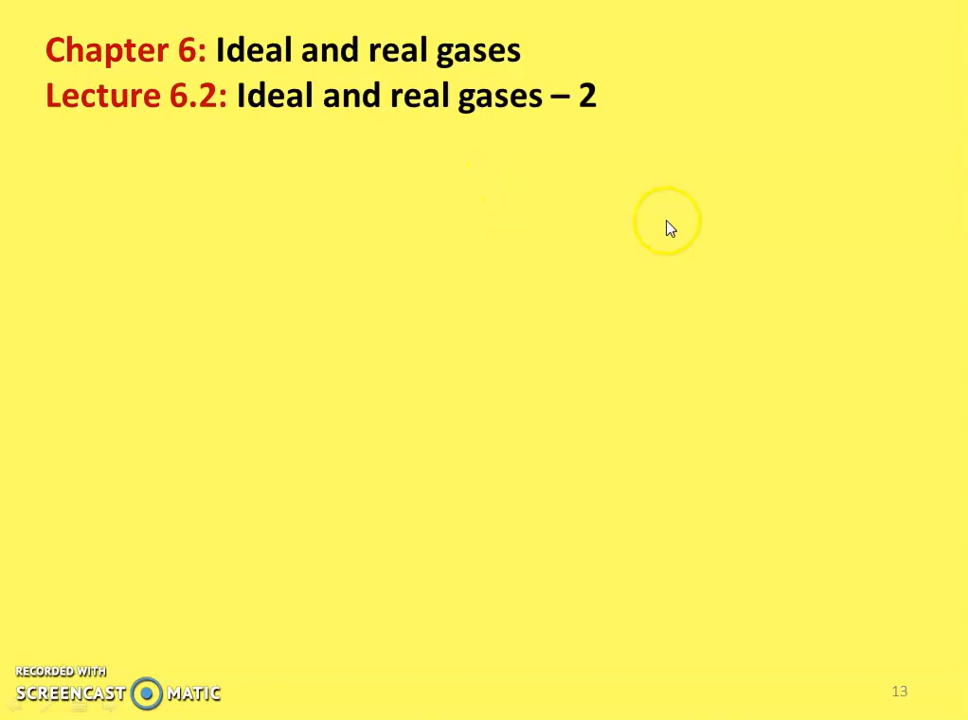 Chapter 6: Ideal and real gases
Lecture 6.2: Ideal and real gases – 2
RECORDED WITH
SCREENCAST MATIC
13